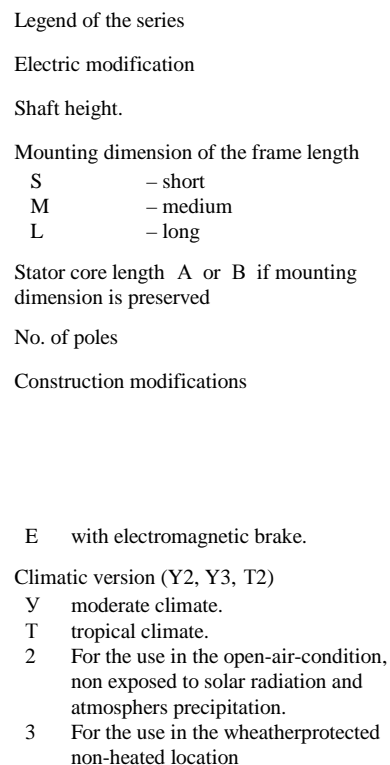 Legend of the series
Electric modification
Shaft height.
Mounting dimension of the frame length
S – short
M – medium
L – long
Stator core length A or B if mounting
dimension is preserved
No. of poles
Construction modifications
E with electromagnetic brake.
Climatic version (Y2, Y3, T2)
У moderate climate.
T tropical climate.
2 For the use in the open-air-condition,
non exposed to solar radiation and
atmosphers precipitation.
3 For the use in the wheatherprotected
non-heated location